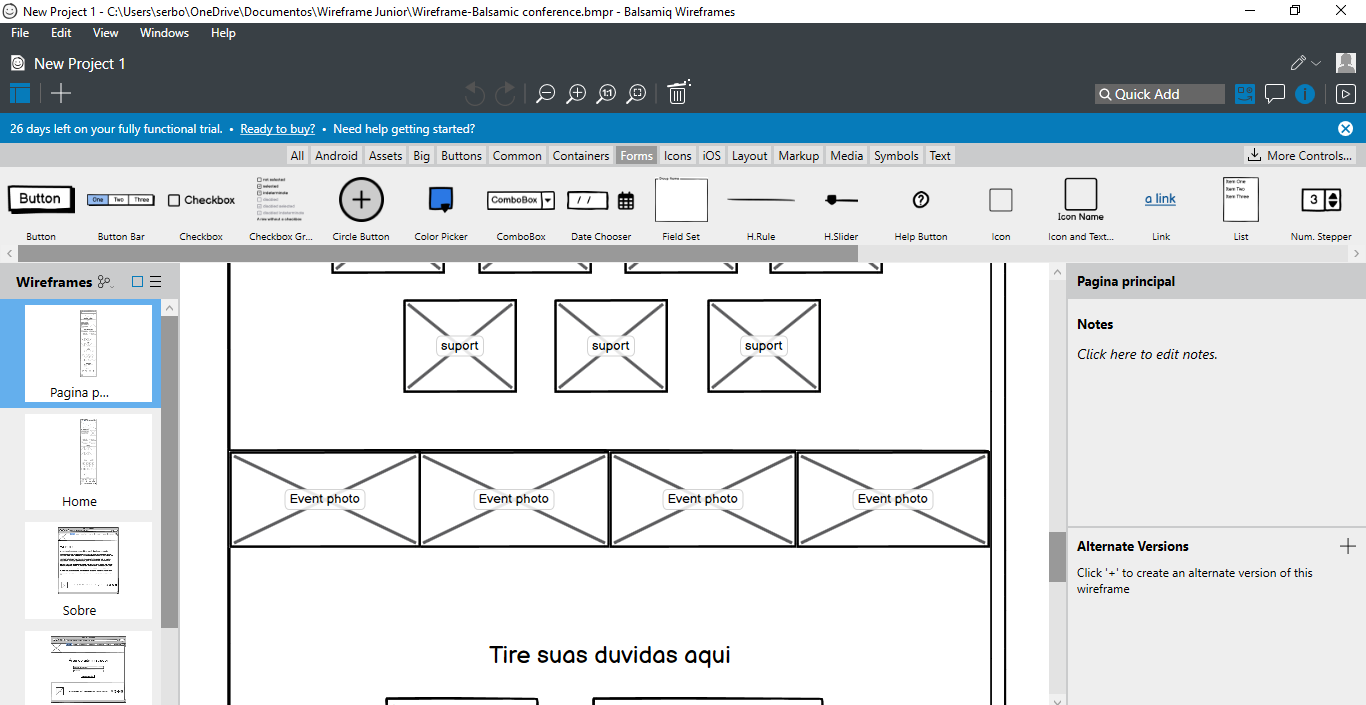 New Project 1 - C:\Users\serbo\OneDrive\Documentos\Wireframe Junior\Wireframe-Balsamic conference.bmpr - Balsamiq Wireframes
File Edit View Windows Help
New Project 1
Quick Add
26 days left on your fully functional trial. • Ready to buy? • Need help getting started?
All Android Assets Big Buttons Common Containers Forms Icons iOS Layout Markup Media Symbols Text More Controls...
Button One Two Three Checkbox ComboBox / / Icon Name a link 3
Item One
Item Two
Item Three
Button Button Bar Checkbox Checkbox Gr... Circle Button Color Picker ComboBox Date Chooser Field Set H.Rule H.Slider Help Button Icon Icon and Text... Link List Num. Stepper
Wireframes
Pagina p...
Home
Sobre
suport suport suport
Event photo Event photo Event photo Event photo
Tire suas duvidas aqui
Pagina principal
Notes
Click here to edit notes.
Alternate Versions
Click '+' to create an alternate version of this
wireframe